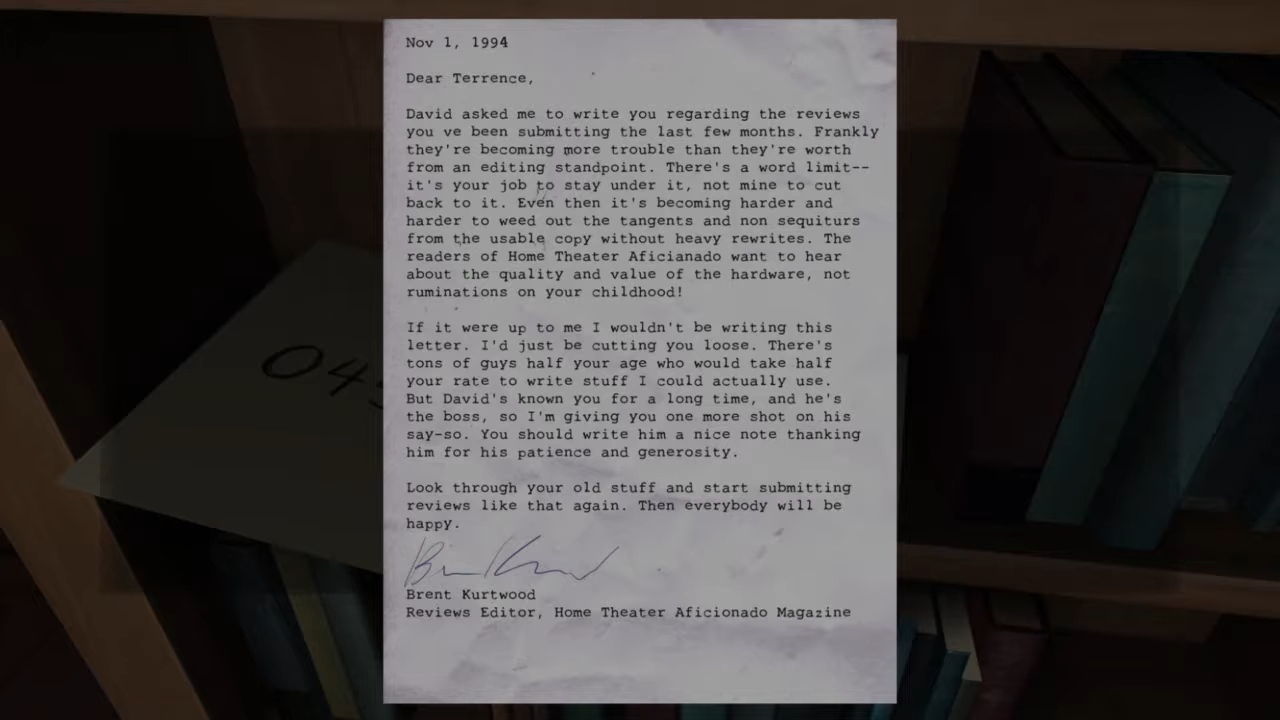 Nov 1, 1994
Dear Terrence,
David asked me to write you regarding the reviews
you ve been submitting the last few months. Frankly
they're becoming more trouble than they're worth
from an editing standpoint. There's a word limit--
it's your job to stay under it, not mine to cut
back to it. Even then it's becoming harder and
harder to weed out the tangents and non sequiturs
from the usable copy without heavy rewrites. The
readers of Home Theater Aficianado want to hear
about the quality and value of the hardware, not
ruminations on your childhood!
If it were up to me I wouldn't be writing this
letter. I'd just be cutting you loose. There's
tons of guys half your age who would take half
your rate to write stuff I could actually use.
But David's known you for a long time, and he's
the boss, so I'm giving you one more shot on his
say-so. You should write him a nice note thanking
him for his patience and generosity.
Look through your old stuff and start submitting
reviews like that again. Then everybody will be
happy.
Brent Kurtwood
Reviews Editor, Home Theater Aficionado Magazine